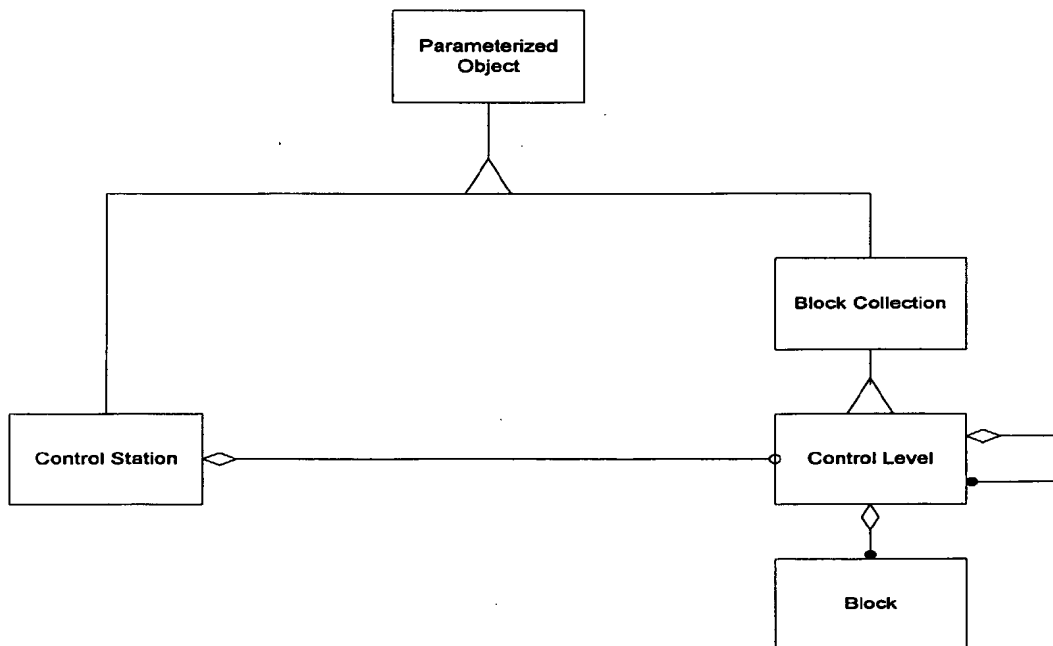 Parameterized
Object
Block Collection
Control Station
Control Level
Block